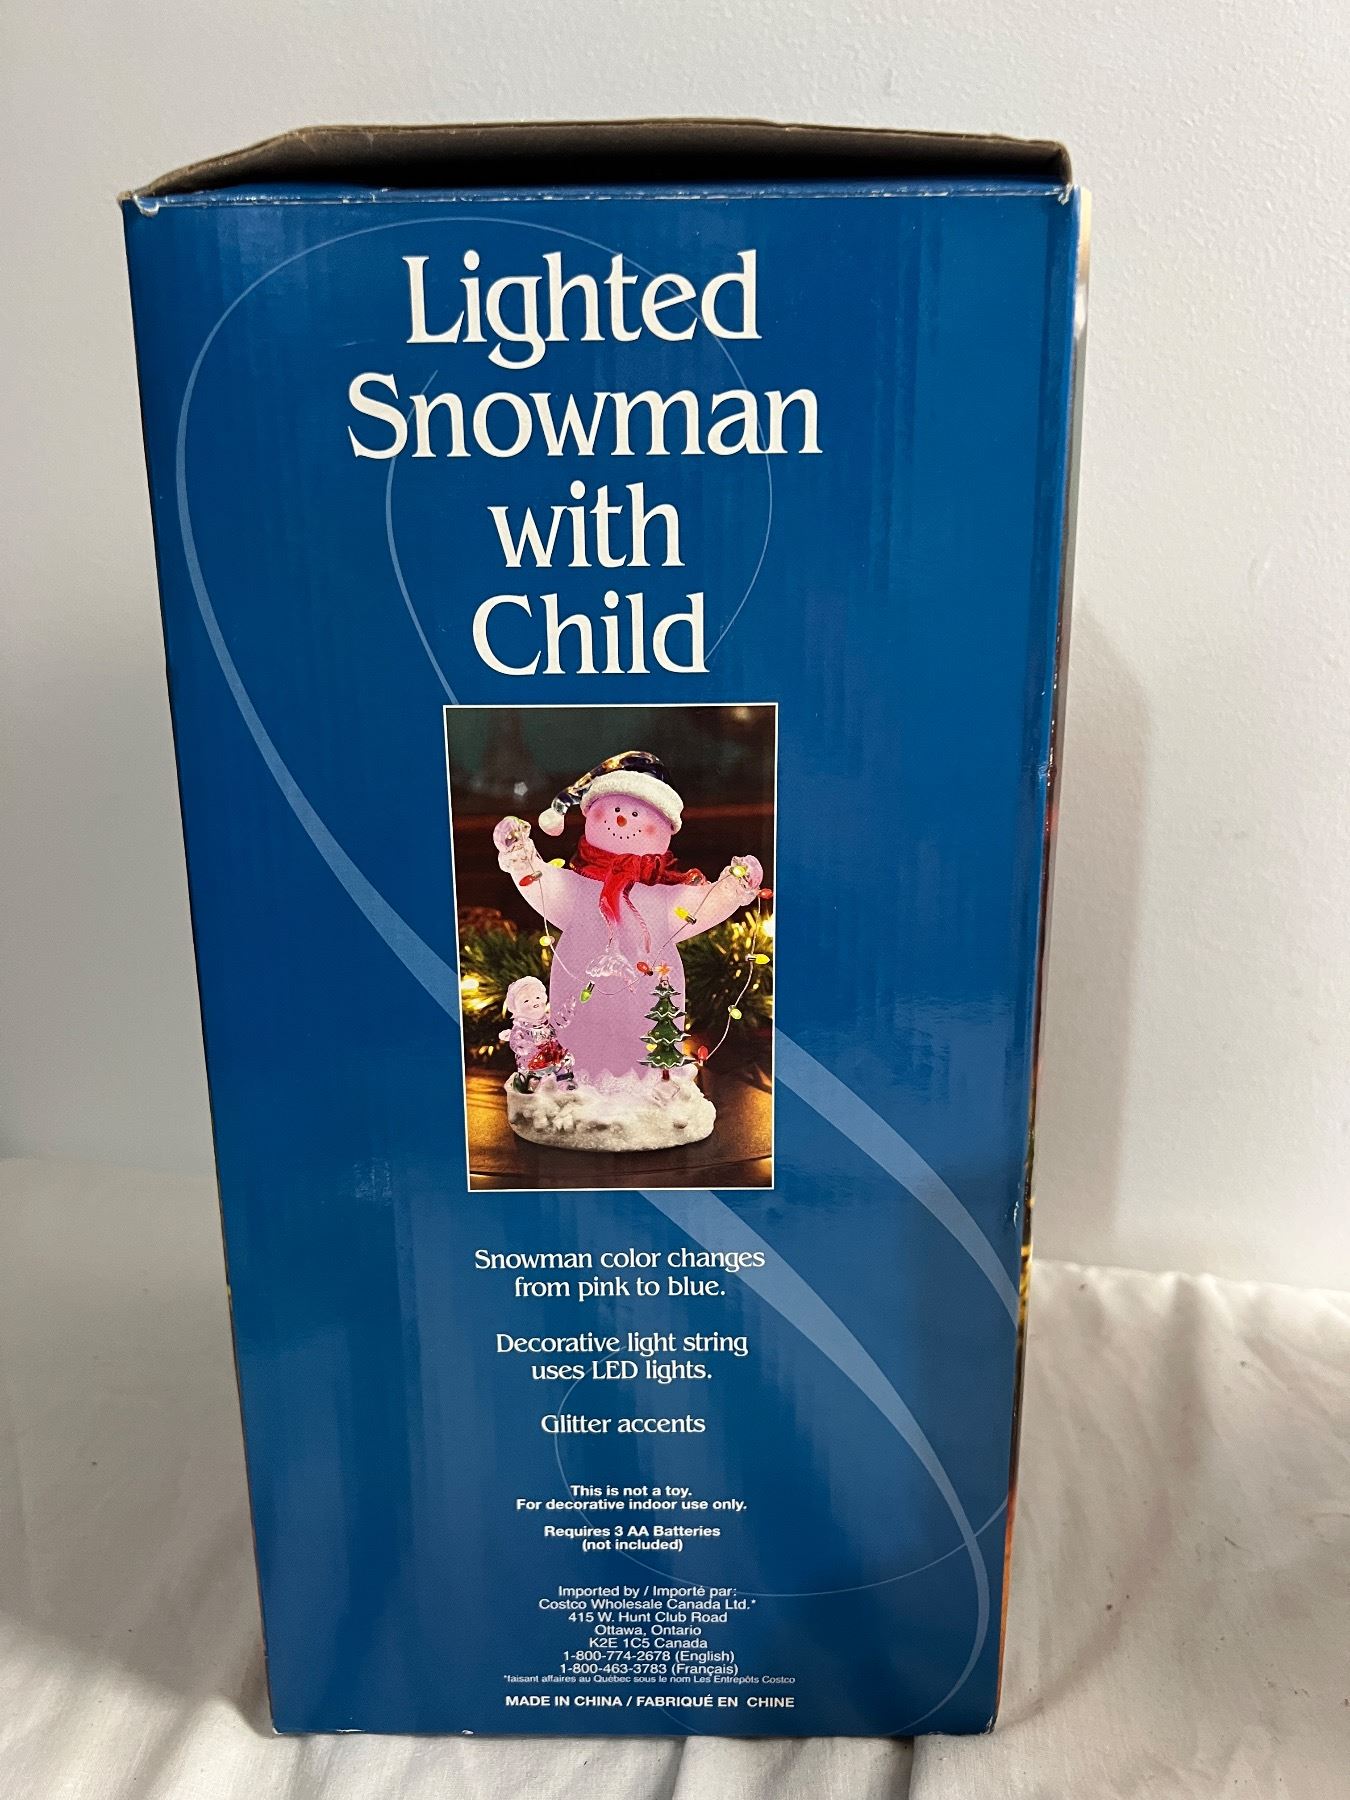 Lighted
Snowman
with
Child
Snowman color changes
from pink to blue.
Decorative light string
uses LED lights.
Glitter accents
This is not a toy.
For decorative indoor use only.
Requires 3 AA Batteries
(not included)
Imported by / Importé par:
Costco Wholesale Canada Ltd.*
415 W. Hunt Club Road
Ottawa, Ontario
K2E 1C5 Canada
1-800-774-2678 (English)
1-800-463-3783 (Français)
*faisant affaires au Québec sous le nom Les Entrepôts Costco
MADE IN CHINA / FABRIQUÉ EN CHINE